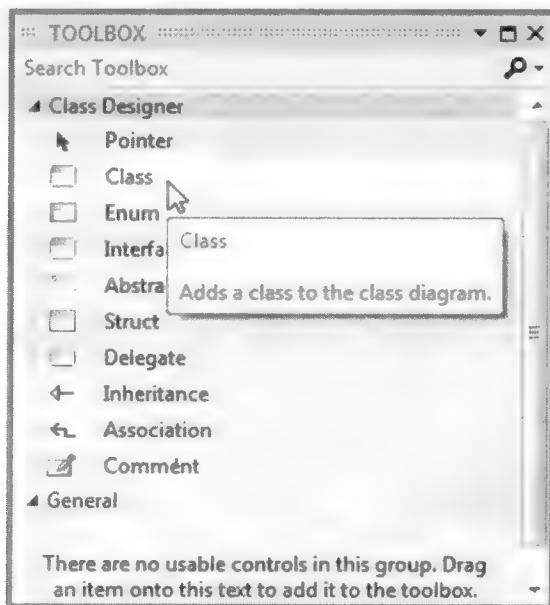 TOOLBOX
Search Toolbox
Class Designer
Pointer
Class
Enum
Interfa
Class
Abstra
Adds a class to the class diagram.
Struct
Delegate
Inheritance
Association
Comment
General
There are no usable controls in this group. Drag
an item onto this text to add it to the toolbox.